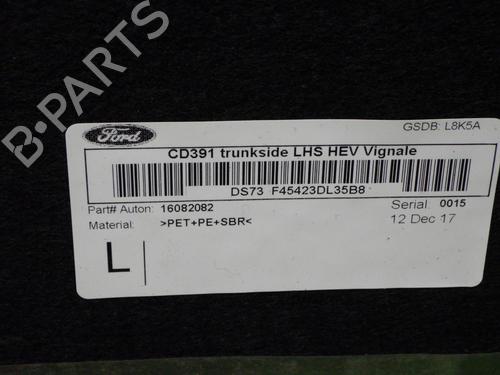 Ford
GSDB: L8K5A
CD391 trunkside LHS HEV Vignale
DS73 F45423DL35B8
Part# Auton: 16082082
Serial: 0015
Material: >PET+PE+SBR<
12 Dec 17
L
B-PARTS